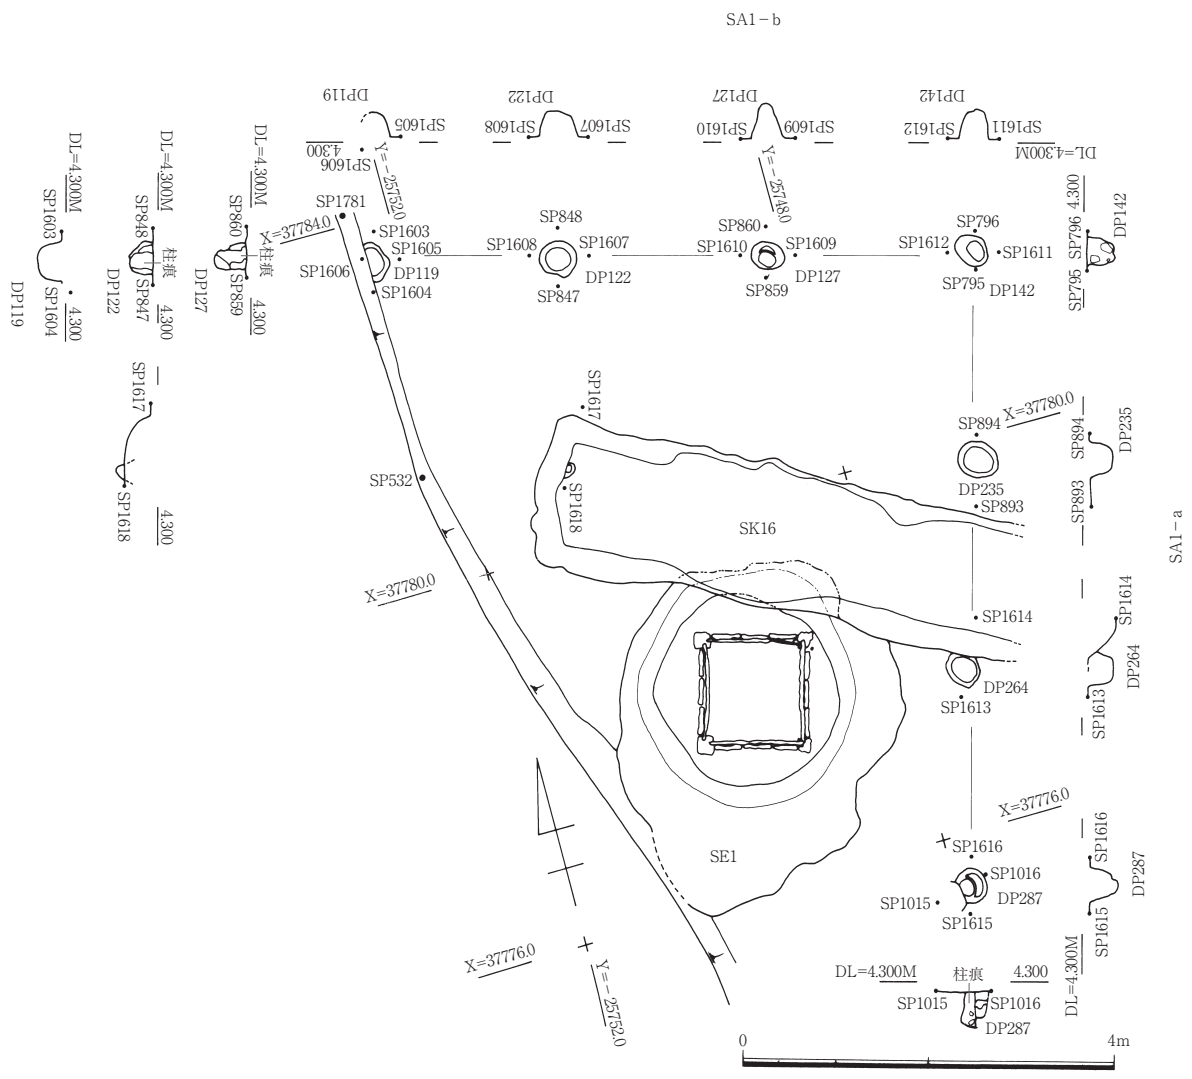 SA1-b
DP119
DP122
DP127
DP142
SP1605
SP1608
SP1607
SP1610
SP1609
SP1612
SP1611
4.300
SP1606
DL=4.300M
Y=-25752.0
Y=-25748.0
DL=4.300M
SP1603
SP1604
4.300
DP119
DL=4.300M
SP848
柱痕
SP847
4.300
DP122
DL=4.300M
SP860
柱痕
SP859
4.300
DP127
SP1781
X=37784.0
SP1603
SP1605
SP1606
DP119
SP1604
SP848
SP1608
SP1607
DP122
SP847
SP860
SP1610
SP1609
DP127
SP859
SP796
SP1612
SP1611
SP795
DP142
4.300
SP796
SP795
DP142
SP1617
SP1618
4.300
SP1617
SP1618
SP532
SK16
X=37780.0
SP894
DP235
SP893
SP894
SP893
DP235
SA1-a
X=37780.0
SP1614
DP264
SP1613
SP1614
SP1613
DP264
SE1
X=37776.0
SP1616
SP1016
SP1015
DP287
SP1615
SP1616
SP1615
DP287
DL=4.300M
X=37776.0
Y=-25752.0
DL=4.300M
柱痕
4.300
SP1015
SP1016
DP287
0
4m